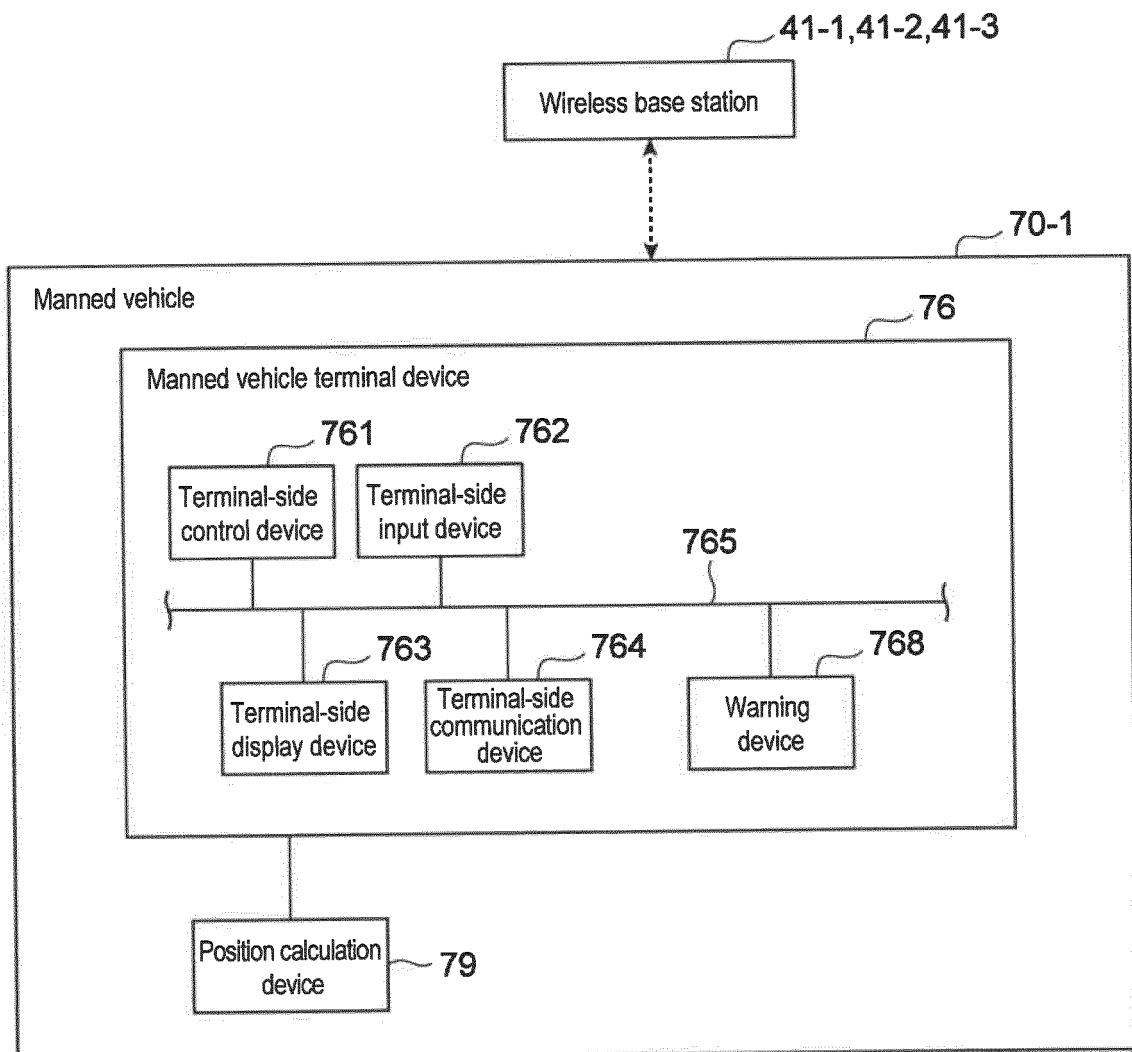 41-1,41-2,41-3
Wireless base station
70-1
Manned vehicle
76
Manned vehicle terminal device
761
762
Terminal-side
control device
Terminal-side
input device
765
763
764
768
Terminal-side
display device
Terminal-side
communication
device
Warning
device
Position calculation
device
79